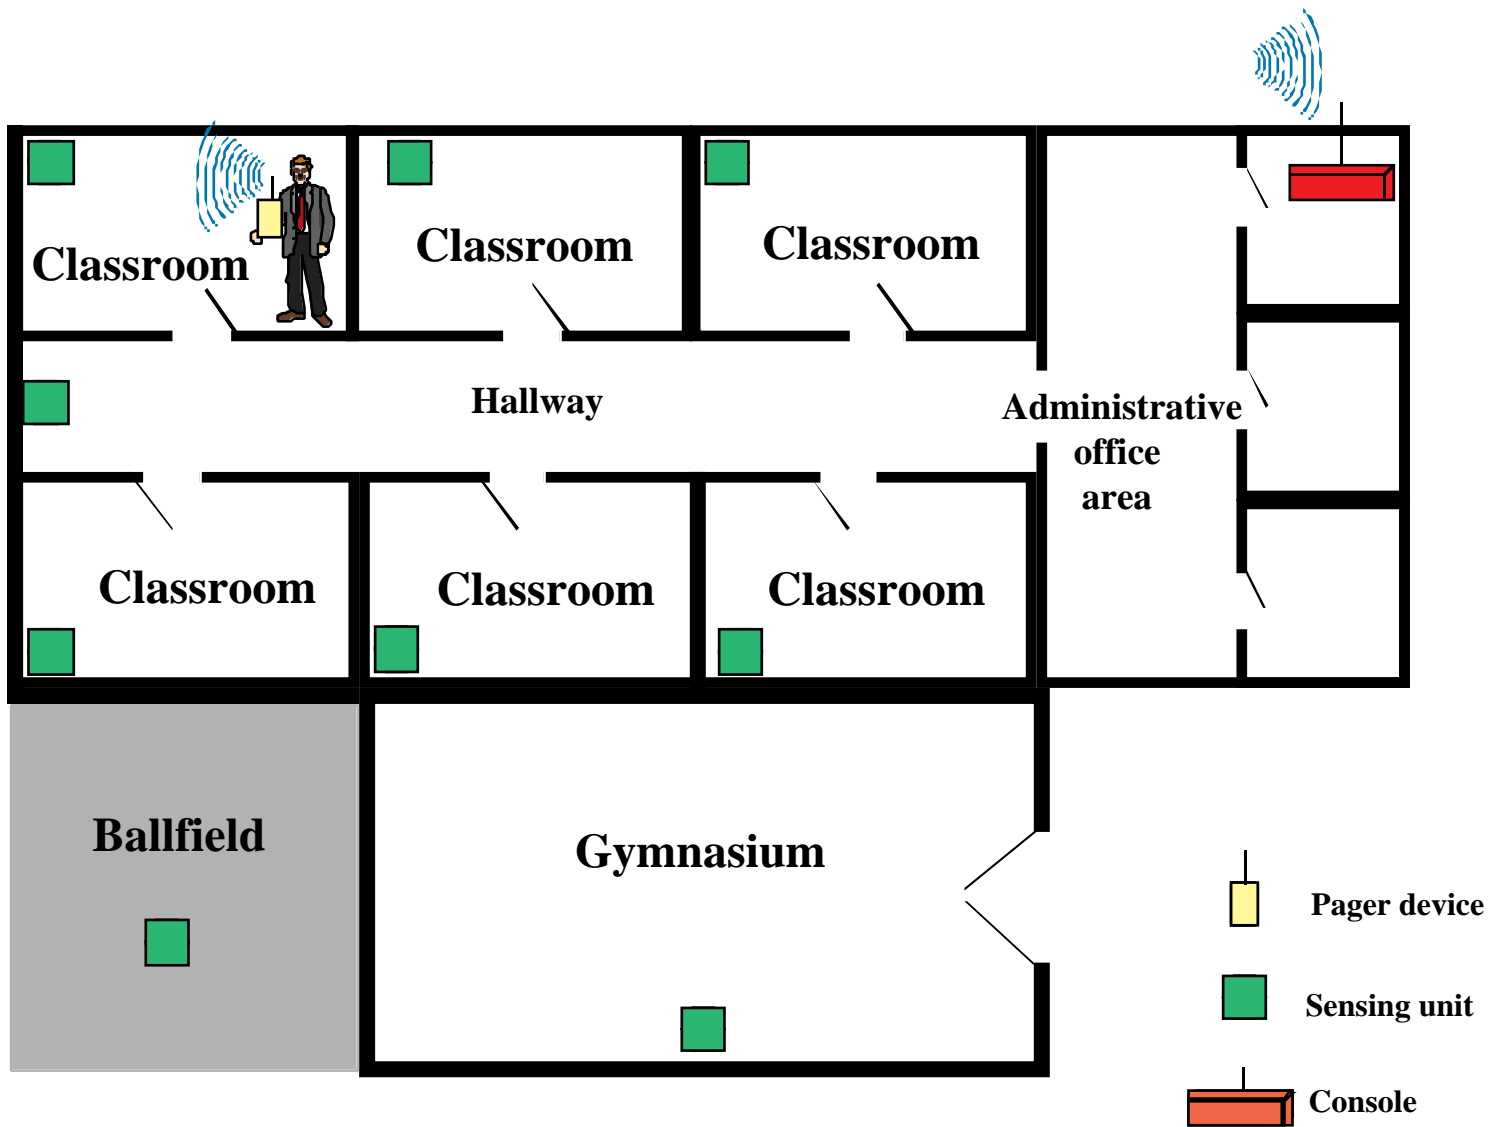 Classroom
Classroom
Classroom
Hallway
Administrative
office
area
Classroom
Classroom
Classroom
Ballfield
Gymnasium
Pager device
Sensing unit
Console